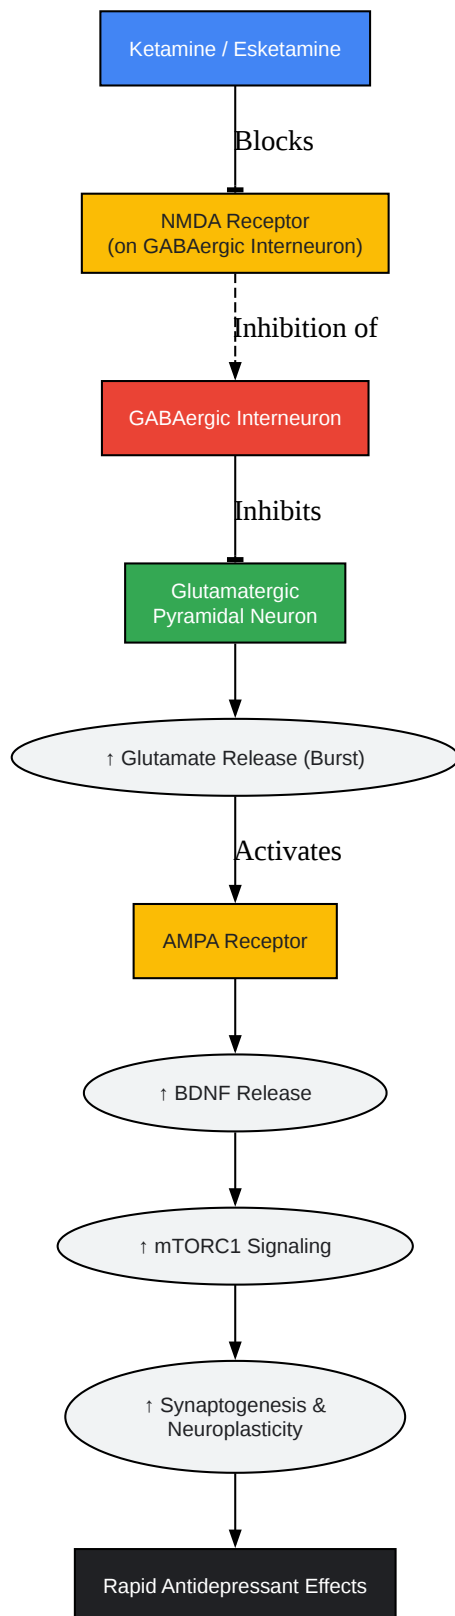 Ketamine / Esketamine
Blocks
NMDA Receptor
(on GABAergic Interneuron)
Inhibition of
GABAergic Interneuron
Inhibits
Glutamatergic
Pyramidal Neuron
↑ Glutamate Release (Burst)
Activates
AMPA Receptor
↑ BDNF Release
↑ mTORC1 Signaling
↑ Synaptogenesis &
Neuroplasticity
Rapid Antidepressant Effects